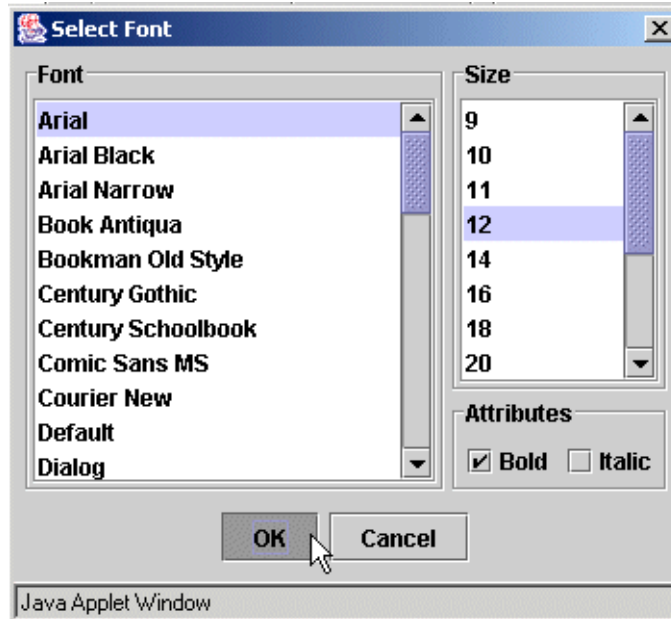 Select Font
Font
Arial
Arial Black
Arial Narrow
Book Antiqua
Bookman Old Style
Century Gothic
Century Schoolbook
Comic Sans MS
Courier New
Default
Dialog
Size
9
10
11
12
14
16
18
20
Attributes
Bold Italic
OK Cancel
Java Applet Window